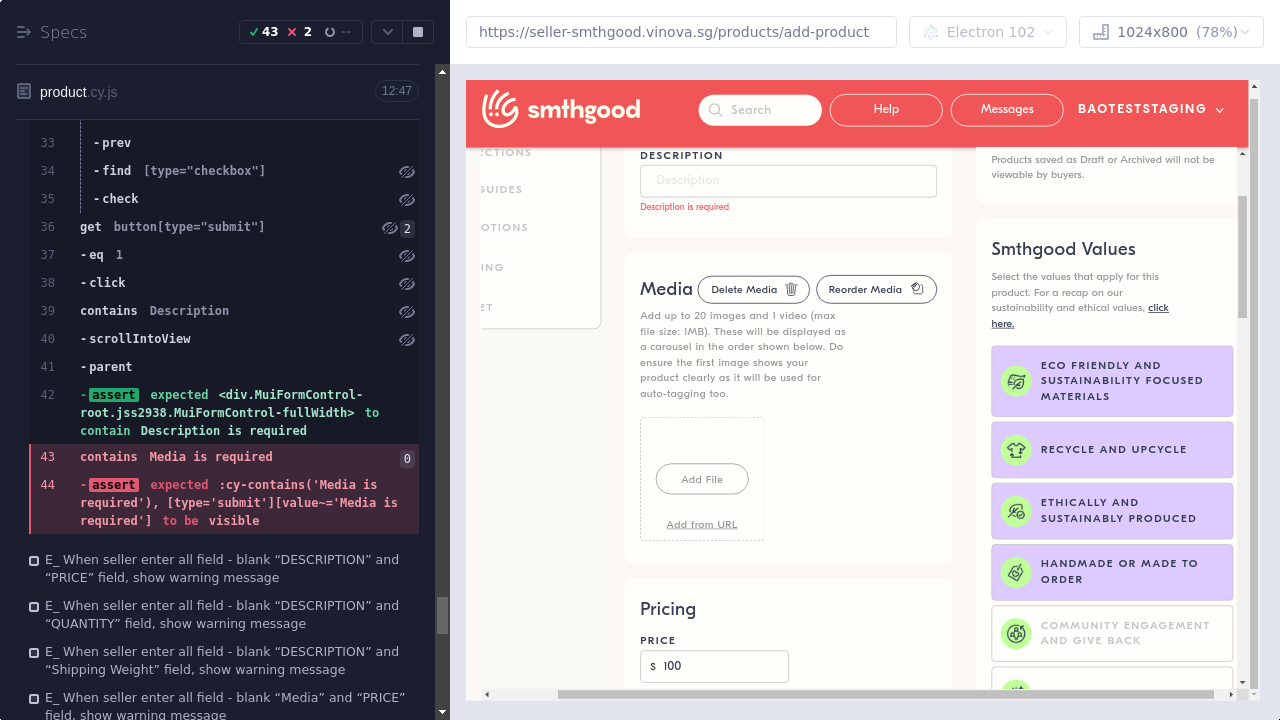 Specs
43 2 --
product.cy.js 12:47
33 -prev
34 -find [type="checkbox"]
35 -check
36 get button[type="submit"] 2
37 -eq 1
38 -click
39 contains Description
40 -scrollIntoView
41 -parent
42 -assert expected <div.MuiFormControl-
root.jss2938.MuiFormControl-fullWidth> to
contain Description is required
43 contains Media is required 0
44 -assert expected :cy-contains('Media is
required'), [type='submit'][value~='Media is
required'] to be visible
E_ When seller enter all field - blank “DESCRIPTION” and
“PRICE” field, show warning message
E_ When seller enter all field - blank “DESCRIPTION” and
“QUANTITY” field, show warning message
E_ When seller enter all field - blank “DESCRIPTION” and
“Shipping Weight” field, show warning message
E_ When seller enter all field - blank “Media” and “PRICE”
field, show warning message
https://seller-smthgood.vinova.sg/products/add-product
Electron 102
1024x800 (78%)
smthgood
Search
Help
Messages
BAOTESTSTAGING
ECTIONS
GUIDES
OTIONS
ING
ET
DESCRIPTION
Description
Description is required
Media
Delete Media
Reorder Media
Add up to 20 images and 1 video (max
file size: 1MB). These will be displayed as
a carousel in the order shown below. Do
ensure the first image shows your
product clearly as it will be used for
auto-tagging too.
Add File
Add from URL
Pricing
PRICE
$ 100
Products saved as Draft or Archived will not be
viewable by buyers.
Smthgood Values
Select the values that apply for this
product. For a recap on our
sustainability and ethical values, click
here.
ECO FRIENDLY AND
SUSTAINABILITY FOCUSED
MATERIALS
RECYCLE AND UPCYCLE
ETHICALLY AND
SUSTAINABLY PRODUCED
HANDMADE OR MADE TO
ORDER
COMMUNITY ENGAGEMENT
AND GIVE BACK